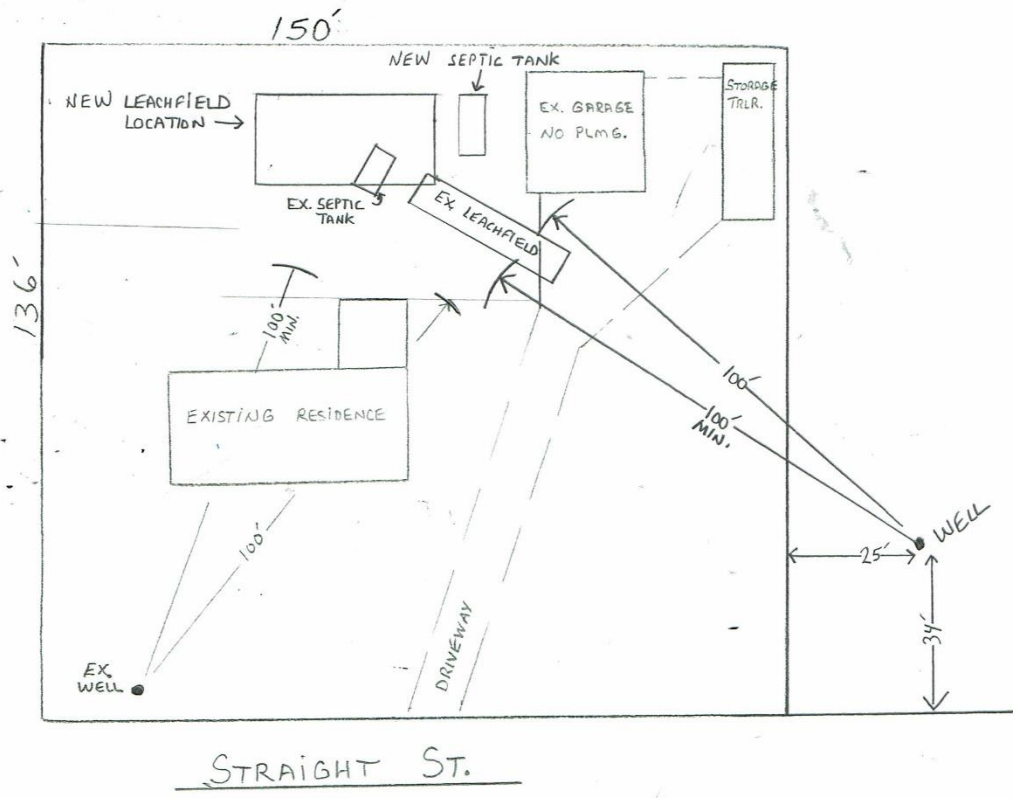 150′
NEW SEPTIC TANK
NEW LEACHFIELD
LOCATION →
EX. GARAGE
NO PLMG.
STORAGE
TRLR.
EX. SEPTIC
TANK
EX. LEACHFIELD
136′
100′
MIN.
EXISTING RESIDENCE
100′
100′
MIN.
WELL
25′
100′
34′
DRIVEWAY
EX.
WELL
STRAIGHT ST.